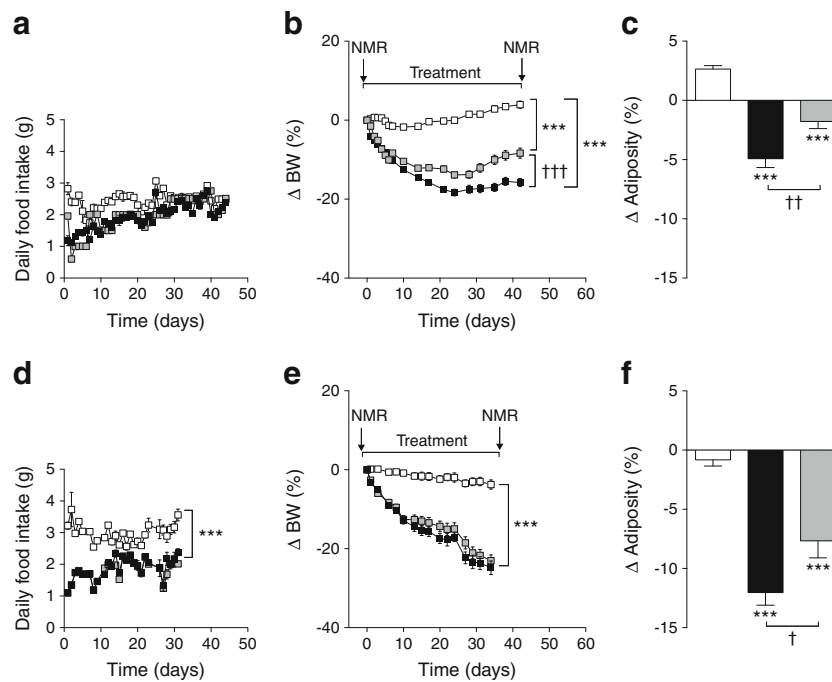 a
Daily food intake (g)
5
4
3
2
1
0
0 10 20 30 40 50
Time (days)
b
NMR NMR
Treatment
Δ BW (%)
20
0
-20
-40
0 10 20 30 40 50 60
Time (days)
***
†††
***
c
Δ Adiposity (%)
5
0
-5
-10
-15
***
***
††
d
Daily food intake (g)
5
4
3
2
1
0
0 10 20 30 40 50
Time (days)
***
e
NMR NMR
Treatment
Δ BW (%)
20
0
-20
-40
0 10 20 30 40 50 60
Time (days)
***
f
Δ Adiposity (%)
5
0
-5
-10
-15
***
***
†